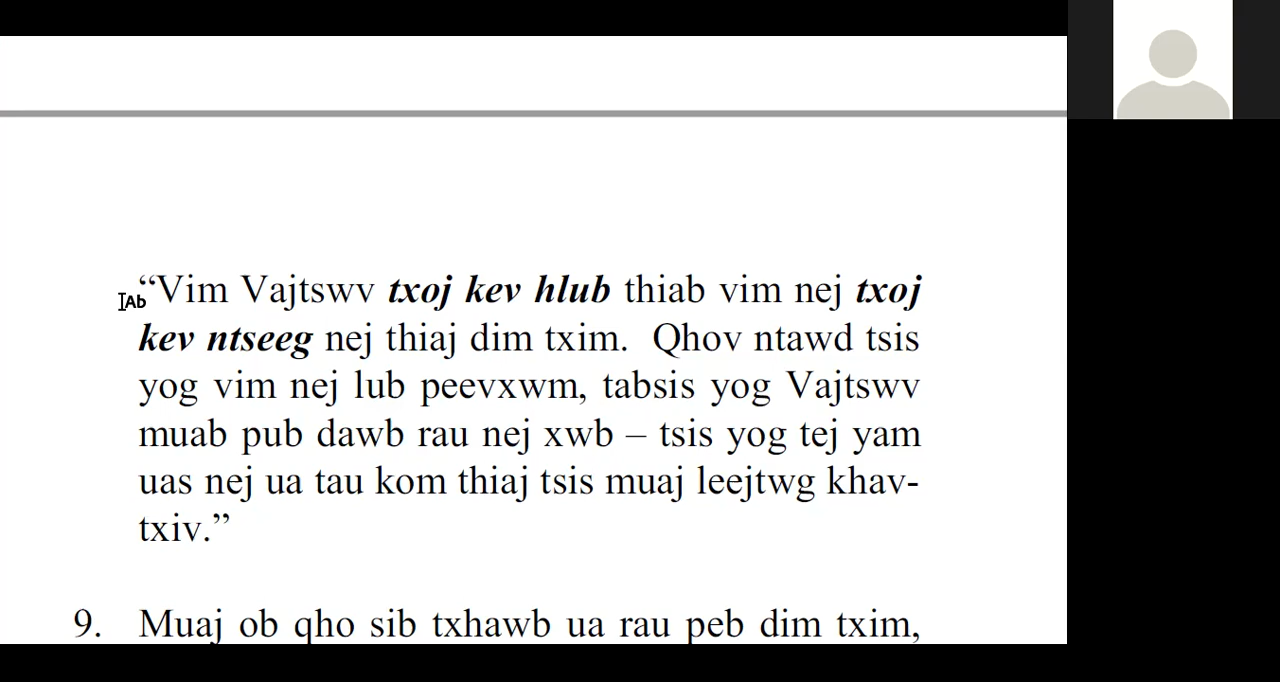 “Vim Vajtswv txoj kev hlub thiab vim nej txoj
kev ntseeg nej thiaj dim txim.  Qhov ntawd tsis
yog vim nej lub peevxwm, tabsis yog Vajtswv
muab pub dawb rau nej xwb – tsis yog tej yam
uas nej ua tau kom thiaj tsis muaj leejtwg khav-
txiv.”
9. Muaj ob qho sib txhawb ua rau peb dim txim,
Ab